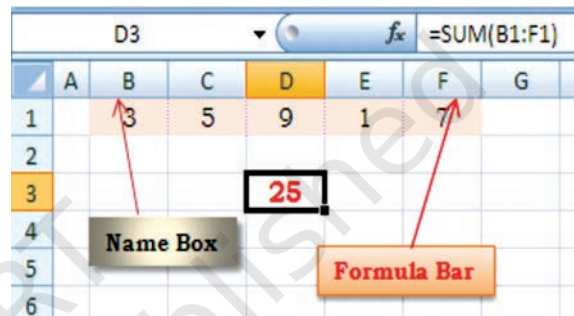 D3 fx =SUM(B1:F1)
A B C D E F G
1 3 5 9 1 7
2
3 25
4
Name Box
5 Formula Bar
6